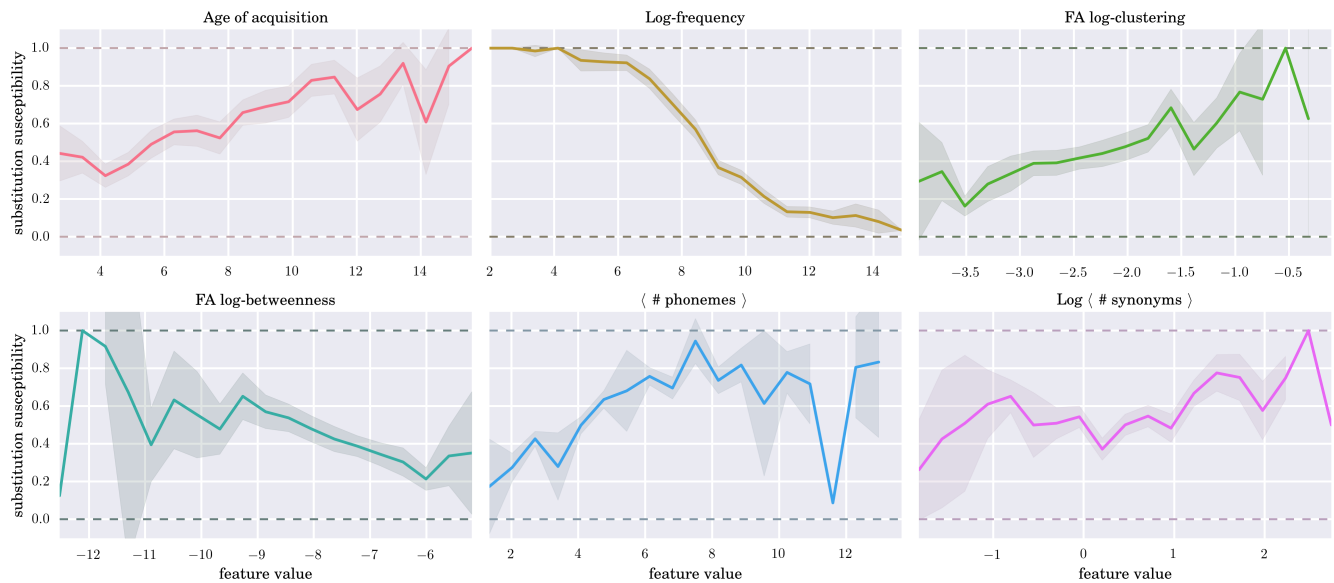 Age of acquisition
Log-frequency
FA log-clustering
substitution susceptibility
1.0
0.8
0.6
0.4
0.2
0.0
4 6 8 10 12 14
2 4 6 8 10 12 14
−3.5 −3.0 −2.5 −2.0 −1.5 −1.0 −0.5
FA log-betweenness
⟨ # phonemes ⟩
Log ⟨ # synonyms ⟩
substitution susceptibility
1.0
0.8
0.6
0.4
0.2
0.0
−12 −11 −10 −9 −8 −7 −6
2 4 6 8 10 12
−1 0 1 2
feature value
feature value
feature value